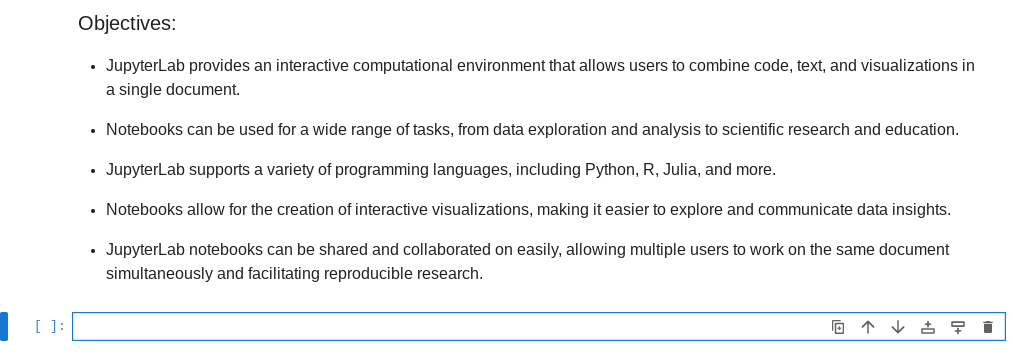 Objectives:
• JupyterLab provides an interactive computational environment that allows users to combine code, text, and visualizations in
a single document.
• Notebooks can be used for a wide range of tasks, from data exploration and analysis to scientific research and education.
• JupyterLab supports a variety of programming languages, including Python, R, Julia, and more.
• Notebooks allow for the creation of interactive visualizations, making it easier to explore and communicate data insights.
• JupyterLab notebooks can be shared and collaborated on easily, allowing multiple users to work on the same document
simultaneously and facilitating reproducible research.
[ ]: